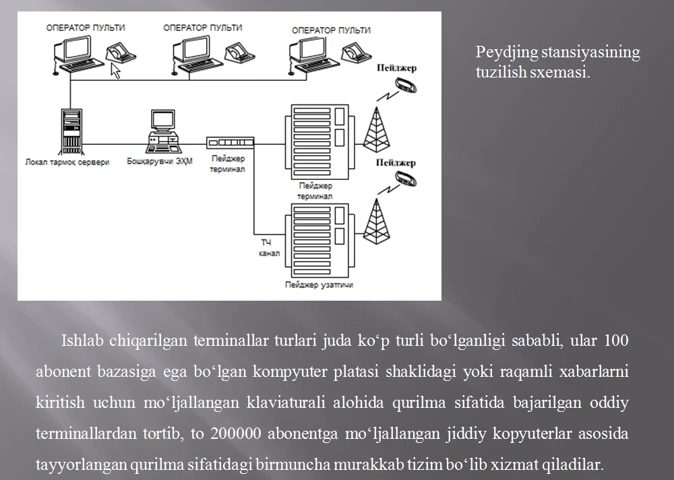 ОПЕРАТОР ПУЛЬТИ
ОПЕРАТОР ПУЛЬТИ
ОПЕРАТОР ПУЛЬТИ
Пейджер
Локал тармоқ сервери
Бошқарувчи ЭҲМ
Пейджер
терминал
Пейджер
терминал
Пейджер
ТЧ
канал
Пейджер узатгичи
Peydjing stansiyasining
tuzilish sxemasi.
Ishlab chiqarilgan terminallar turlari juda ko‘p turli bo‘lganligi sababli, ular 100
abonent bazasiga ega bo‘lgan kompyuter platasi shaklidagi yoki raqamli xabarlarni
kiritish uchun mo‘ljallangan klaviaturali alohida qurilma sifatida bajarilgan oddiy
terminallardan tortib, to 200000 abonentga mo‘ljallangan jiddiy kopyuterlar asosida
tayyorlangan qurilma sifatidagi birmuncha murakkab tizim bo‘lib xizmat qiladilar.